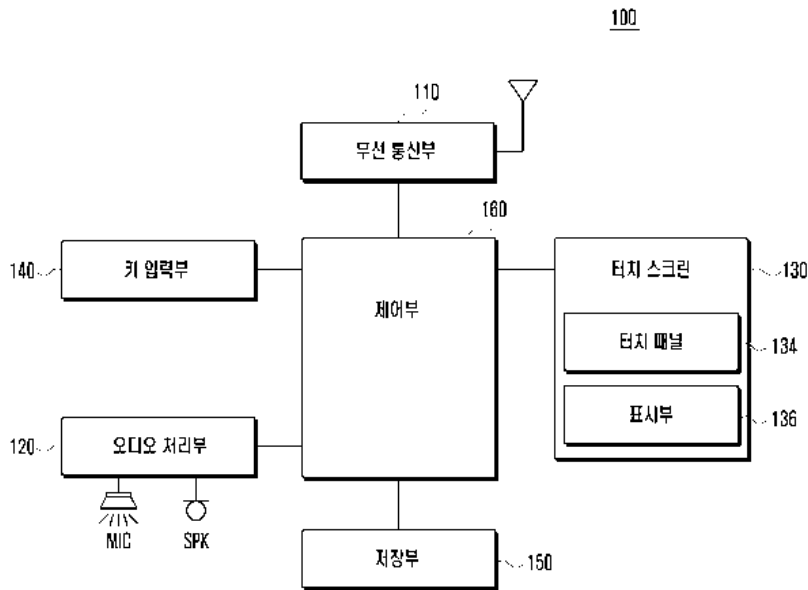 100
110
무선 통신부
160
140
키 입력부
제어부
터치 스크린
130
터치 패널
134
표시부
136
120
오디오 처리부
MIC
SPK
저장부
150